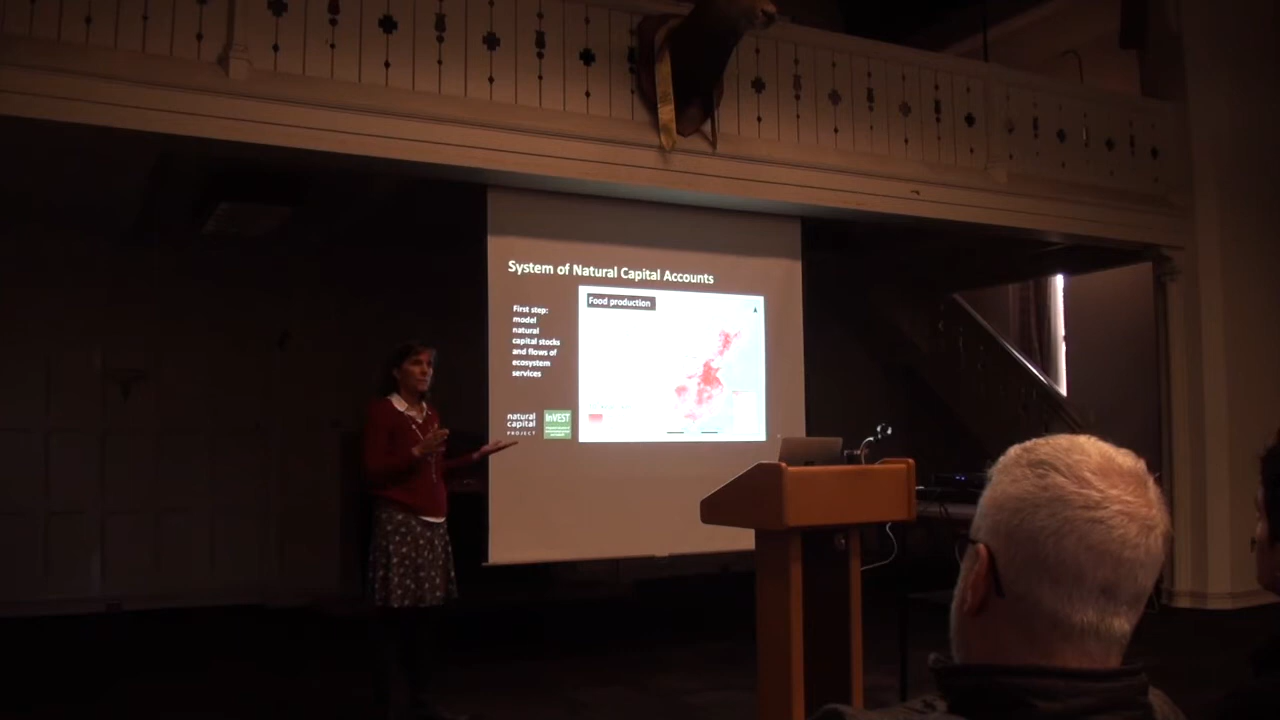 System of Natural Capital Accounts
Food production
First step:
model
natural
capital stocks
and flows of
ecosystem
services
natural
capital
PROJECT
InVEST